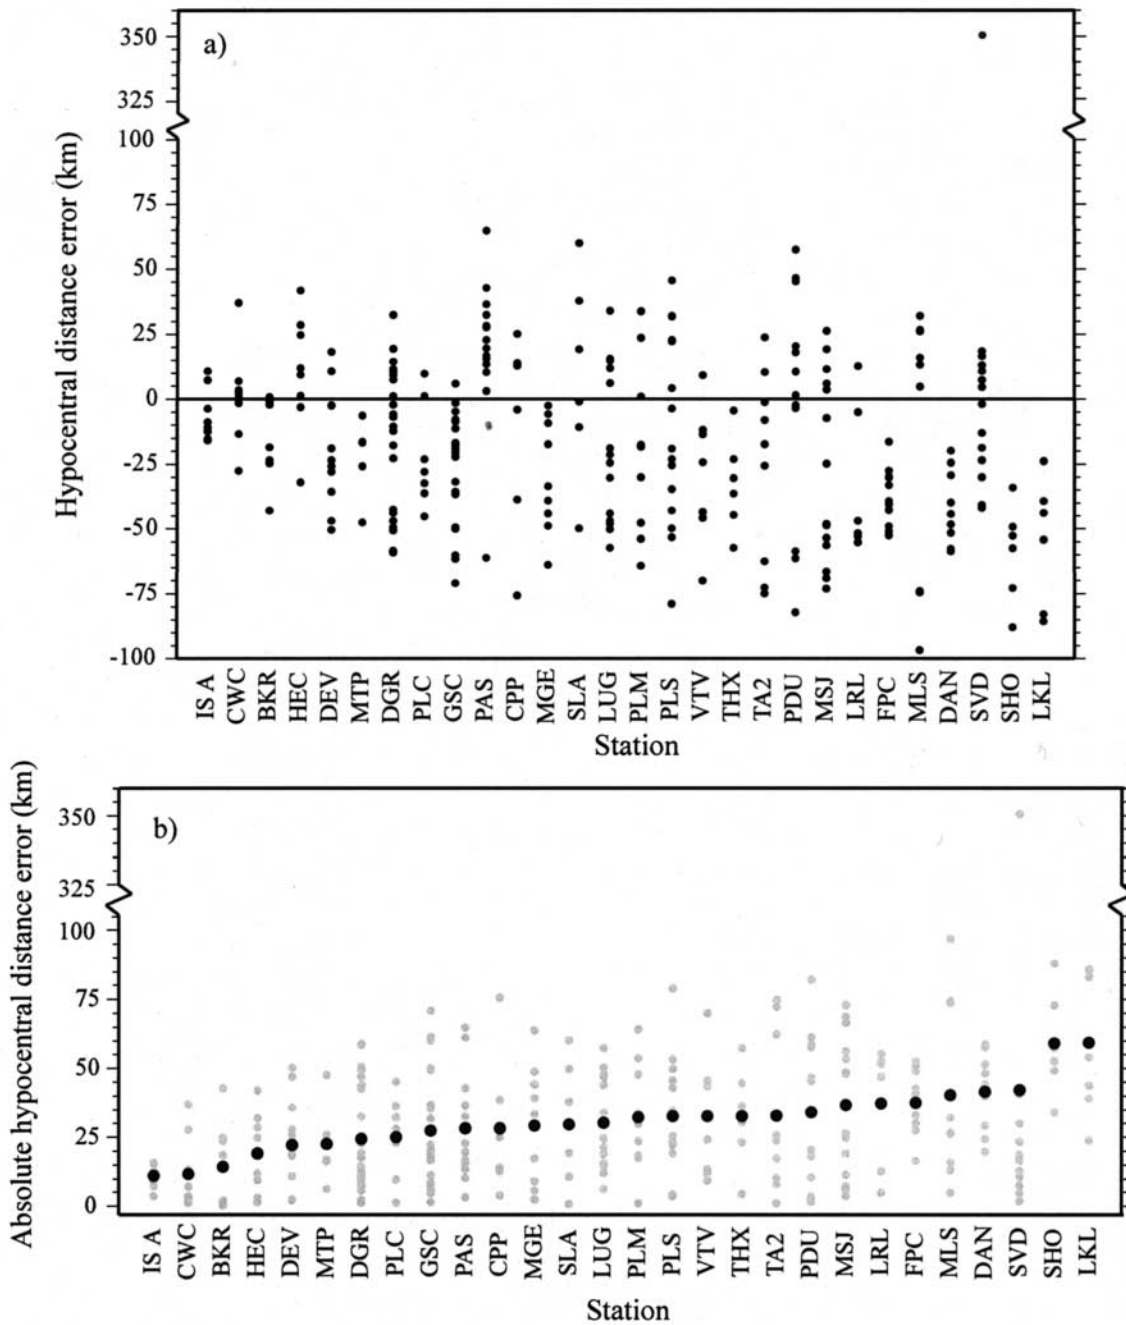 a)
350
325
100
75
50
25
0
-25
-50
-75
-100
Hypocentral distance error (km)
IS A
CWC
BKR
HEC
DEV
MTP
DGR
PLC
GSC
PAS
CPP
MGE
SLA
LUG
PLM
PLS
VTV
THX
TA2
PDU
MSJ
LRL
FPC
MLS
DAN
SVD
SHO
LKL
Station
b)
350
325
100
75
50
25
0
Absolute hypocentral distance error (km)
IS A
CWC
BKR
HEC
DEV
MTP
DGR
PLC
GSC
PAS
CPP
MGE
SLA
LUG
PLM
PLS
VTV
THX
TA2
PDU
MSJ
LRL
FPC
MLS
DAN
SVD
SHO
LKL
Station